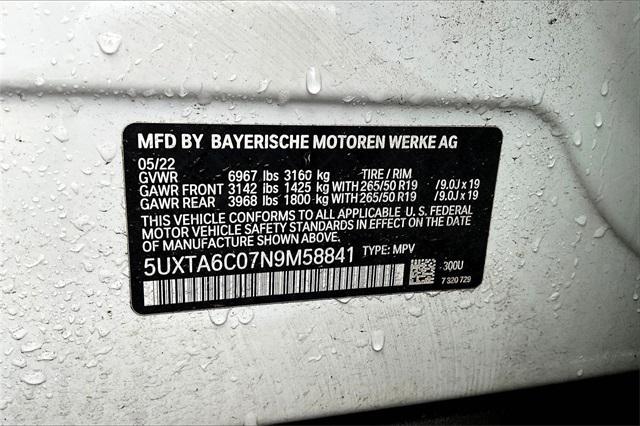 MFD BY BAYERISCHE MOTOREN WERKE AG
05/22
GVWR 6967 lbs 3160 kg TIRE / RIM
GAWR FRONT 3142 lbs 1425 kg WITH 265/50 R19 /9.0J x 19
GAWR REAR 3968 lbs 1800 kg WITH 265/50 R19 /9.0J x 19
THIS VEHICLE CONFORMS TO ALL APPLICABLE U. S. FEDERAL
MOTOR VEHICLE SAFETY STANDARDS IN EFFECT ON THE DATE OF
MANUFACTURE SHOWN ABOVE.
5UXTA6C07N9M58841 TYPE: MPV
300U
7 320 729